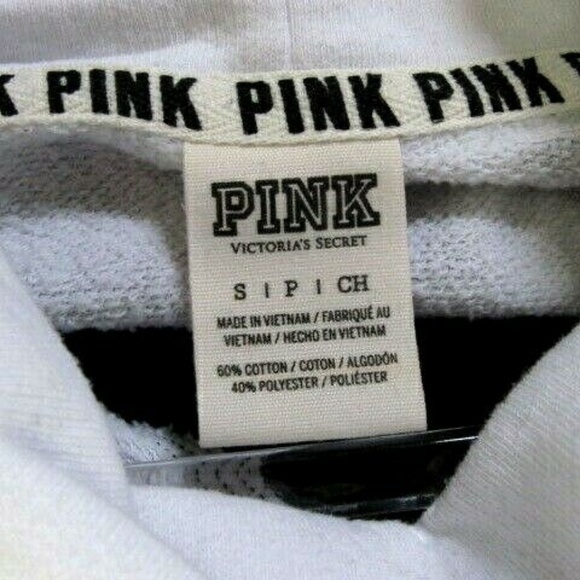 K PINK PINK PINK
PINK
VICTORIA'S SECRET
S | P | CH
MADE IN VIETNAM / FABRIQUÉ AU
VIETNAM / HECHO EN VIETNAM
60% COTTON / COTON / ALGODÓN
40% POLYESTER / POLIÉSTER